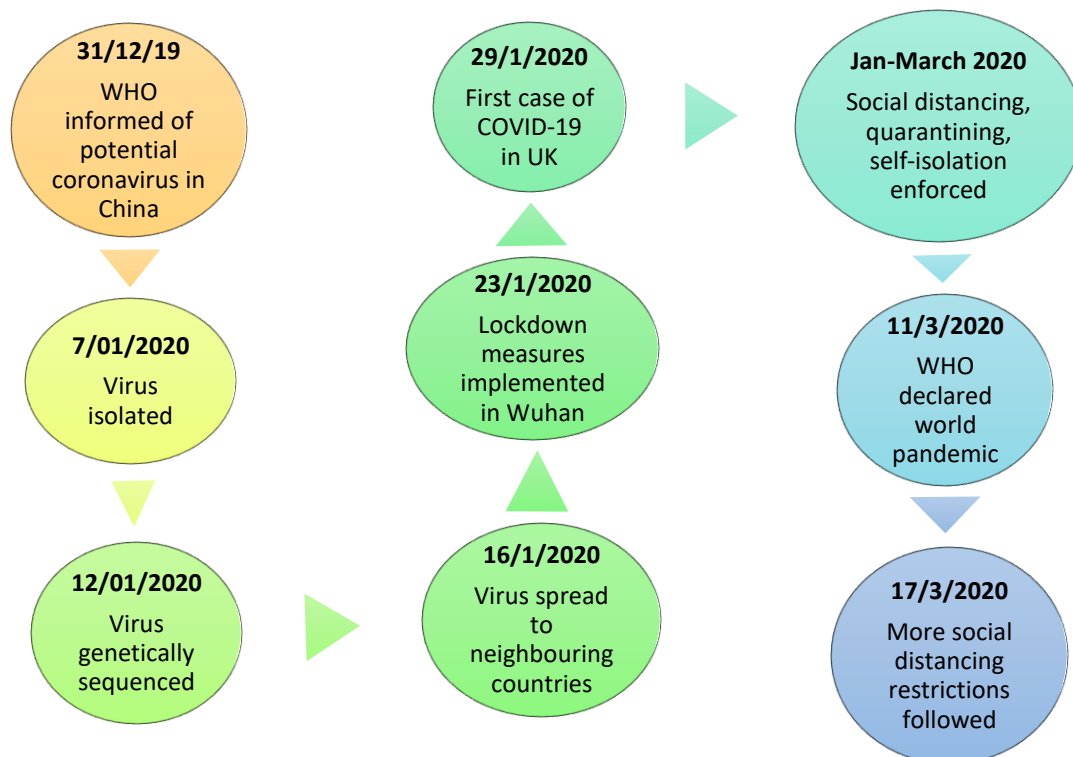 31/12/19
WHO
informed of
potential
coronavirus in
China
7/01/2020
Virus
isolated
12/01/2020
Virus
genetically
sequenced
16/1/2020
Virus spread
to
neighbouring
countries
23/1/2020
Lockdown
measures
implemented
in Wuhan
29/1/2020
First case of
COVID-19
in UK
Jan-March 2020
Social distancing,
quarantining,
self-isolation
enforced
11/3/2020
WHO
declared
world
pandemic
17/3/2020
More social
distancing
restrictions
followed